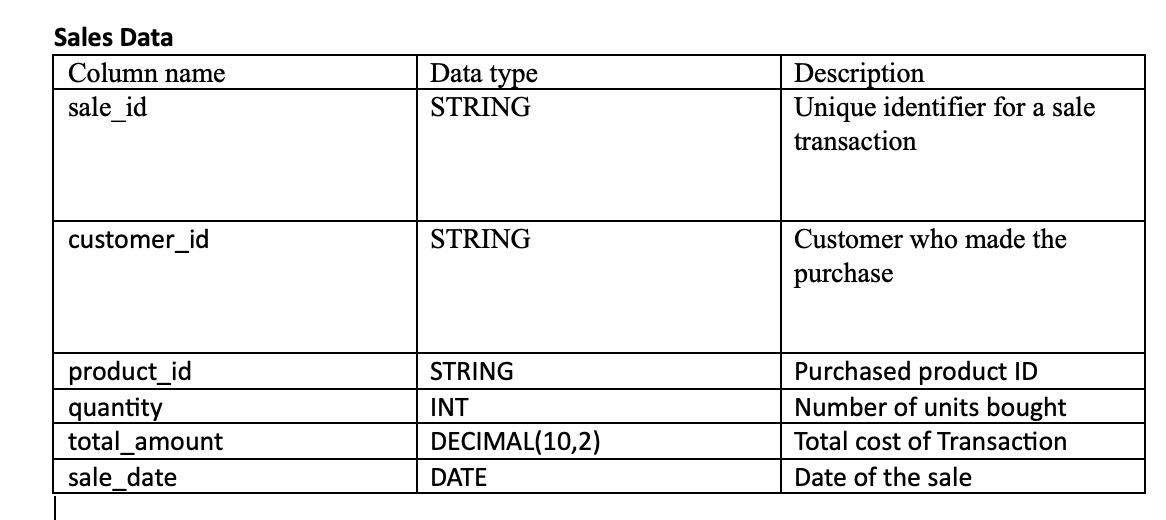 Sales Data
Column name Data type Description
sale_id STRING Unique identifier for a sale
transaction
customer_id STRING Customer who made the
purchase
product_id STRING Purchased product ID
quantity INT Number of units bought
total_amount DECIMAL(10,2) Total cost of Transaction
sale_date DATE Date of the sale